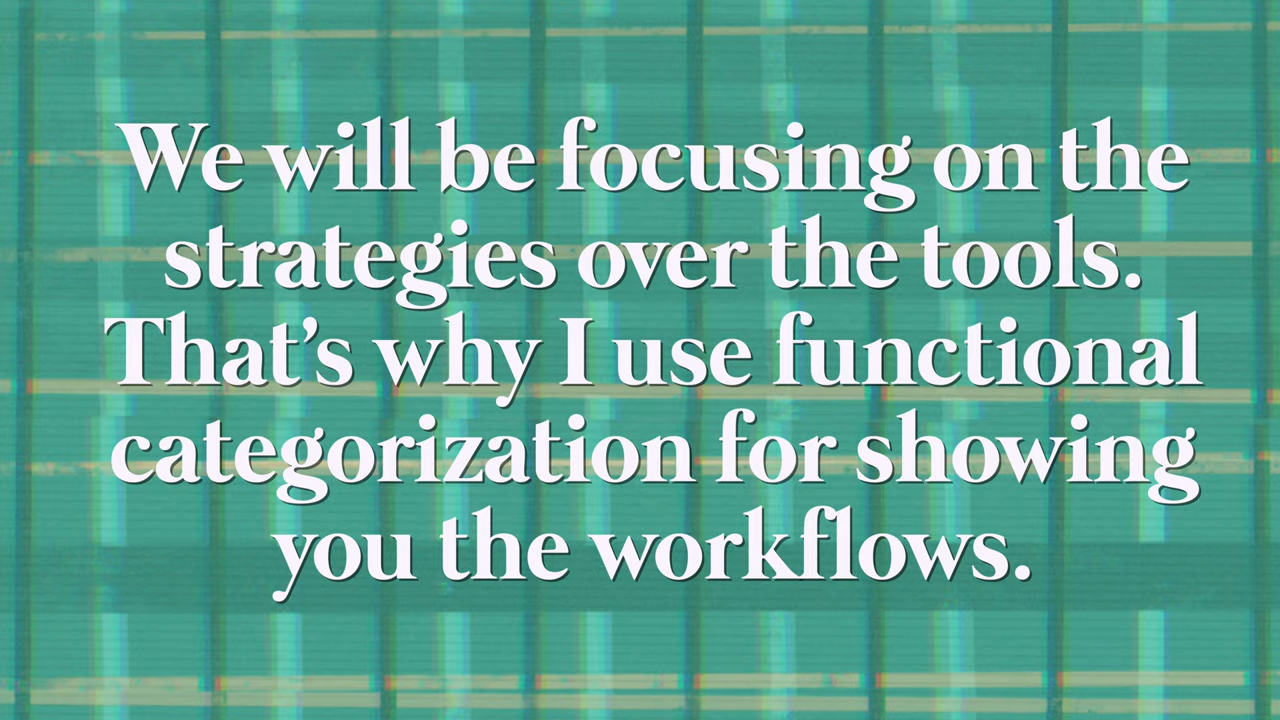 We will be focusing on the
strategies over the tools.
That’s why I use functional
categorization for showing
you the workflows.